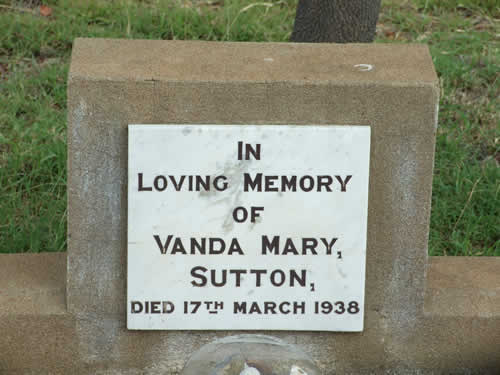 IN
LOVING MEMORY
OF
VANDA MARY,
SUTTON,
DIED 17TH MARCH 1938